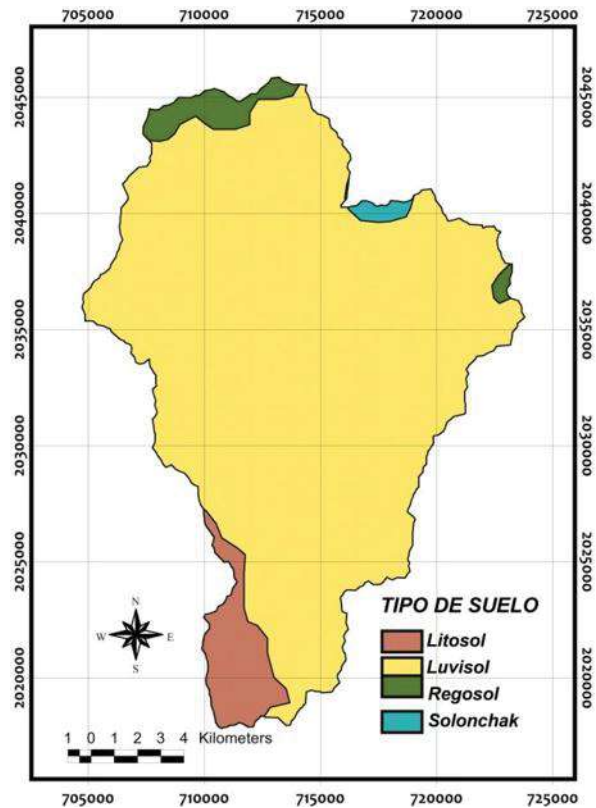 705000 710000 715000 720000 725000
2045000 2045000
2040000 2040000
2035000 2035000
2030000 2030000
2025000 2025000
2020000 2020000
N
W E
S
TIPO DE SUELO
Litosol
Luvisol
Regosol
Solonchak
1 0 1 2 3 4 Kilometers
705000 710000 715000 720000 725000